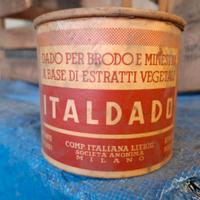 DADO PER BRODO E MINESTRA
A BASE DI ESTRATTI VEGETALI
ITALDADO
COMP. ITALIANA LIEBIG
SOCIETÀ ANONIMA
MILANO